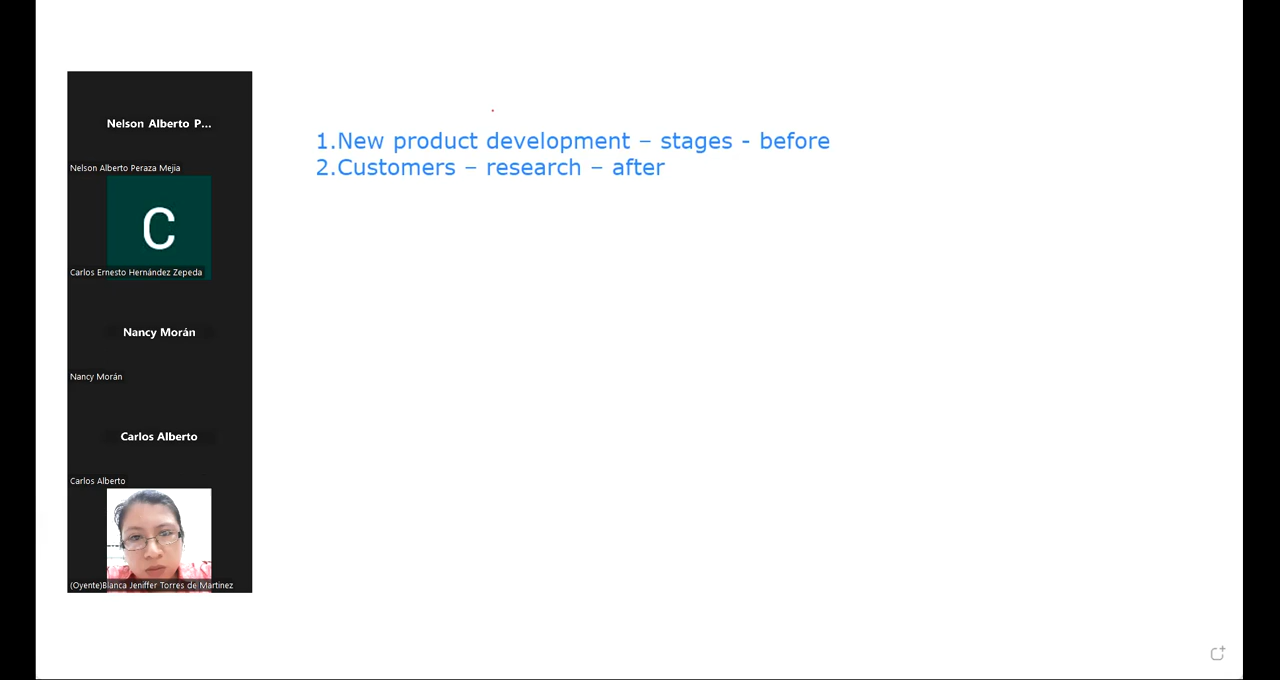 Nelson Alberto P...
Nelson Alberto Peraza Mejia
C
Carlos Ernesto Hernández Zepeda
Nancy Morán
Nancy Morán
Carlos Alberto
Carlos Alberto
(Oyente)Blanca Jeniffer Torres de Martinez
1.New product development – stages - before
2.Customers – research – after